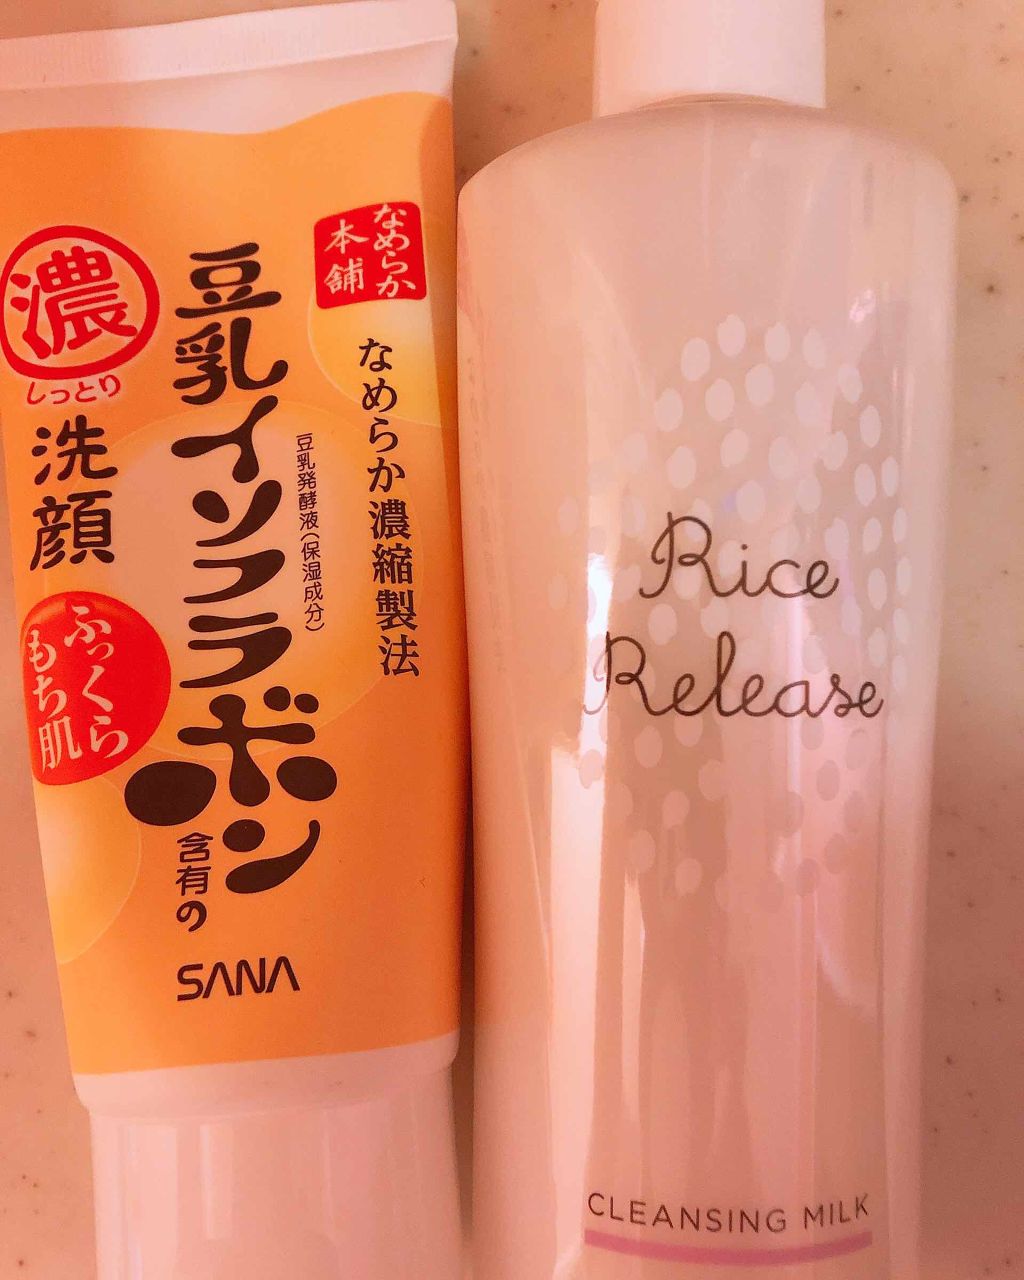 なめらか
本舗
なめらか濃縮製法
豆乳イソフラボン
含有の
豆乳発酵液(保湿成分)
濃
しっとり
洗顔
ふっくら
もち肌
SANA
Rice
Release
CLEANSING MILK